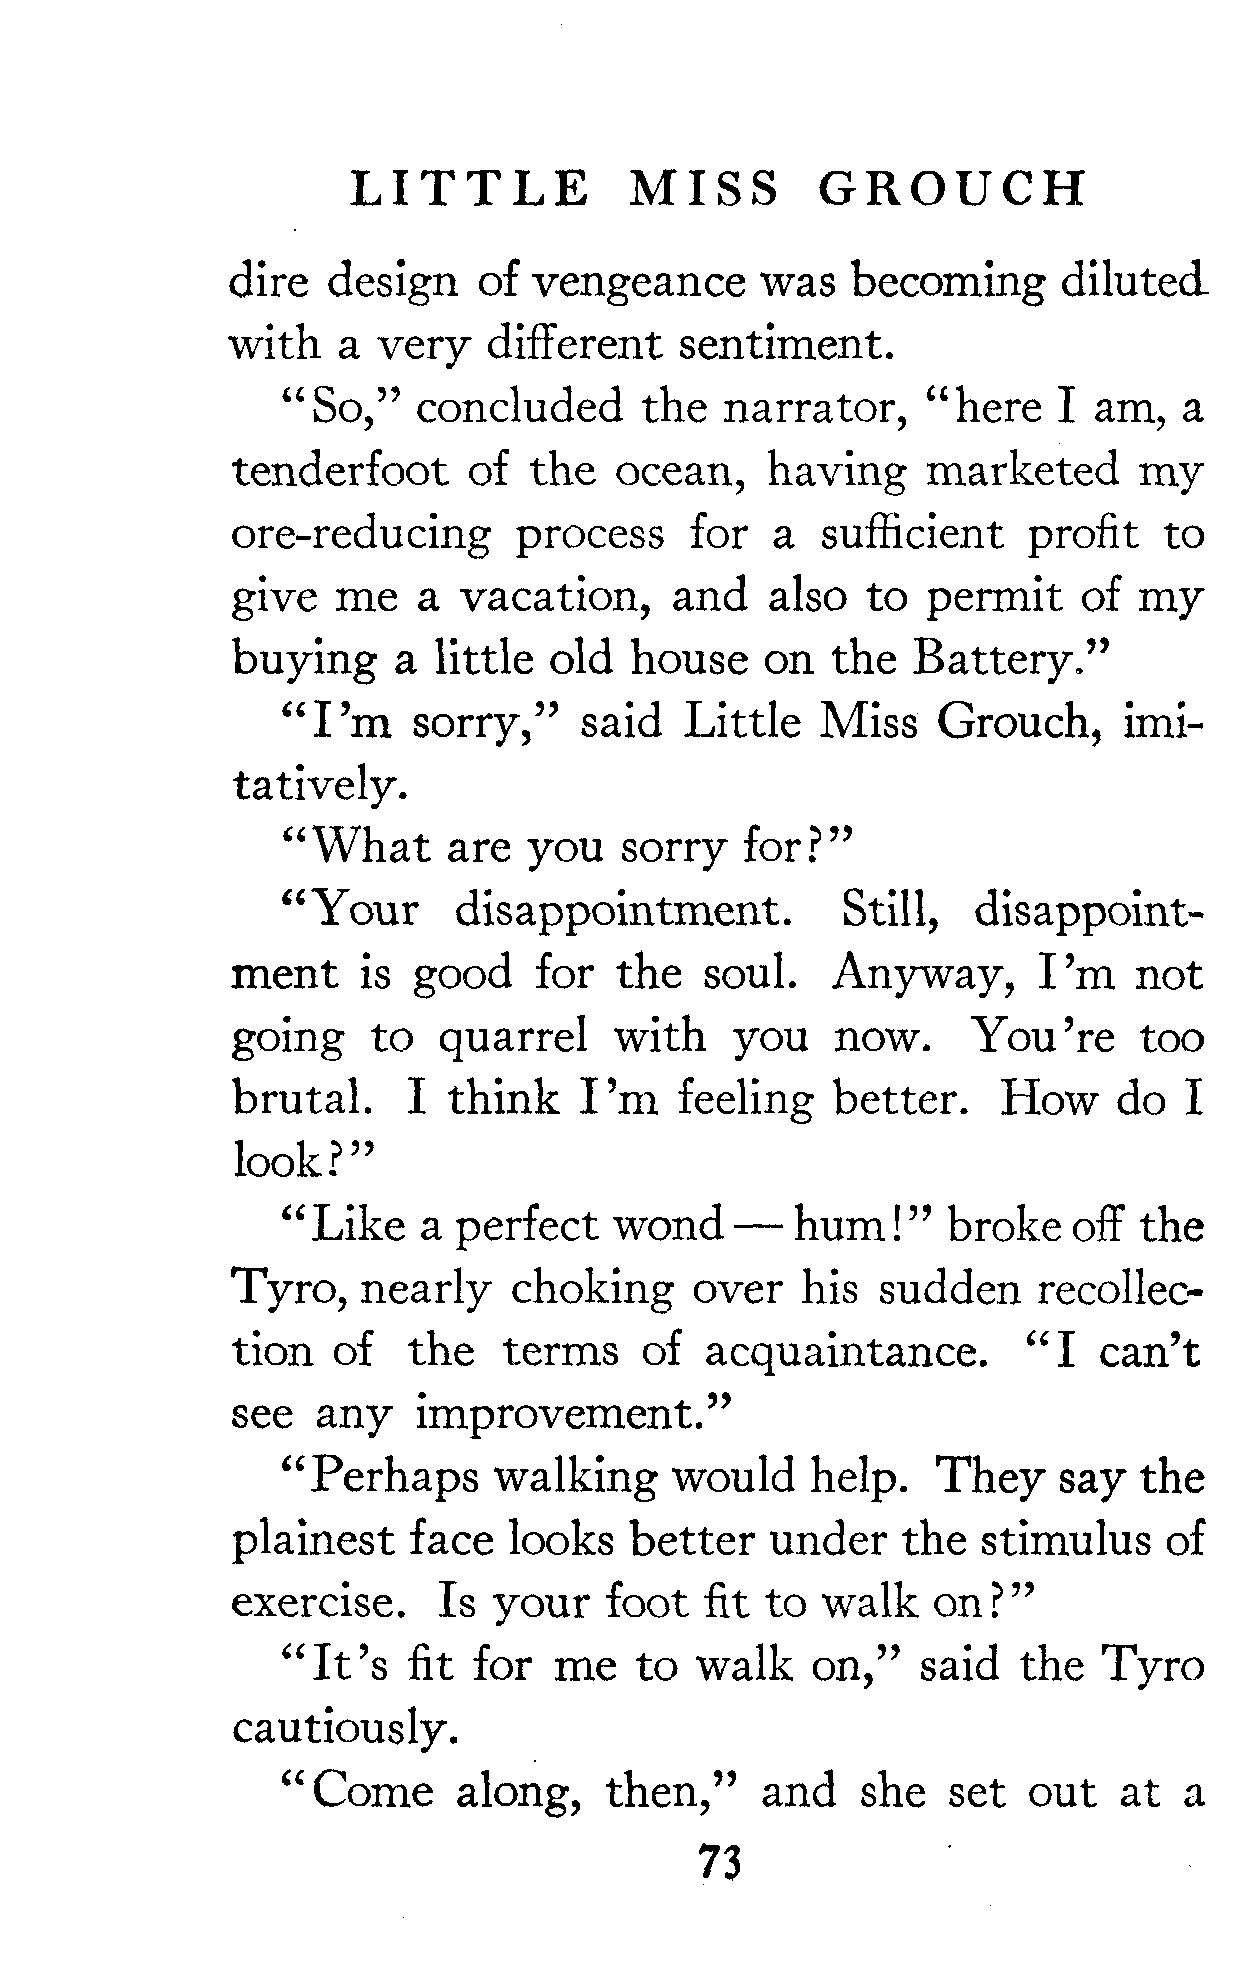 LITTLE MISS GROUCH
dire design of vengeance was becoming diluted
with a very different sentiment.
“So,” concluded the narrator, “here I am, a
tenderfoot of the ocean, having marketed my
ore-reducing process for a sufficient profit to
give me a vacation, and also to permit of my
buying a little old house on the Battery.”
“I’m sorry,” said Little Miss Grouch, imi-
tatively.
“What are you sorry for?”
“Your disappointment. Still, disappoint-
ment is good for the soul. Anyway, I’m not
going to quarrel with you now. You’re too
brutal. I think I’m feeling better. How do I
look?”
“Like a perfect wond — hum!” broke off the
Tyro, nearly choking over his sudden recollec-
tion of the terms of acquaintance. “I can’t
see any improvement.”
“Perhaps walking would help. They say the
plainest face looks better under the stimulus of
exercise. Is your foot fit to walk on?”
“It’s fit for me to walk on,” said the Tyro
cautiously.
“Come along, then,” and she set out at a
73